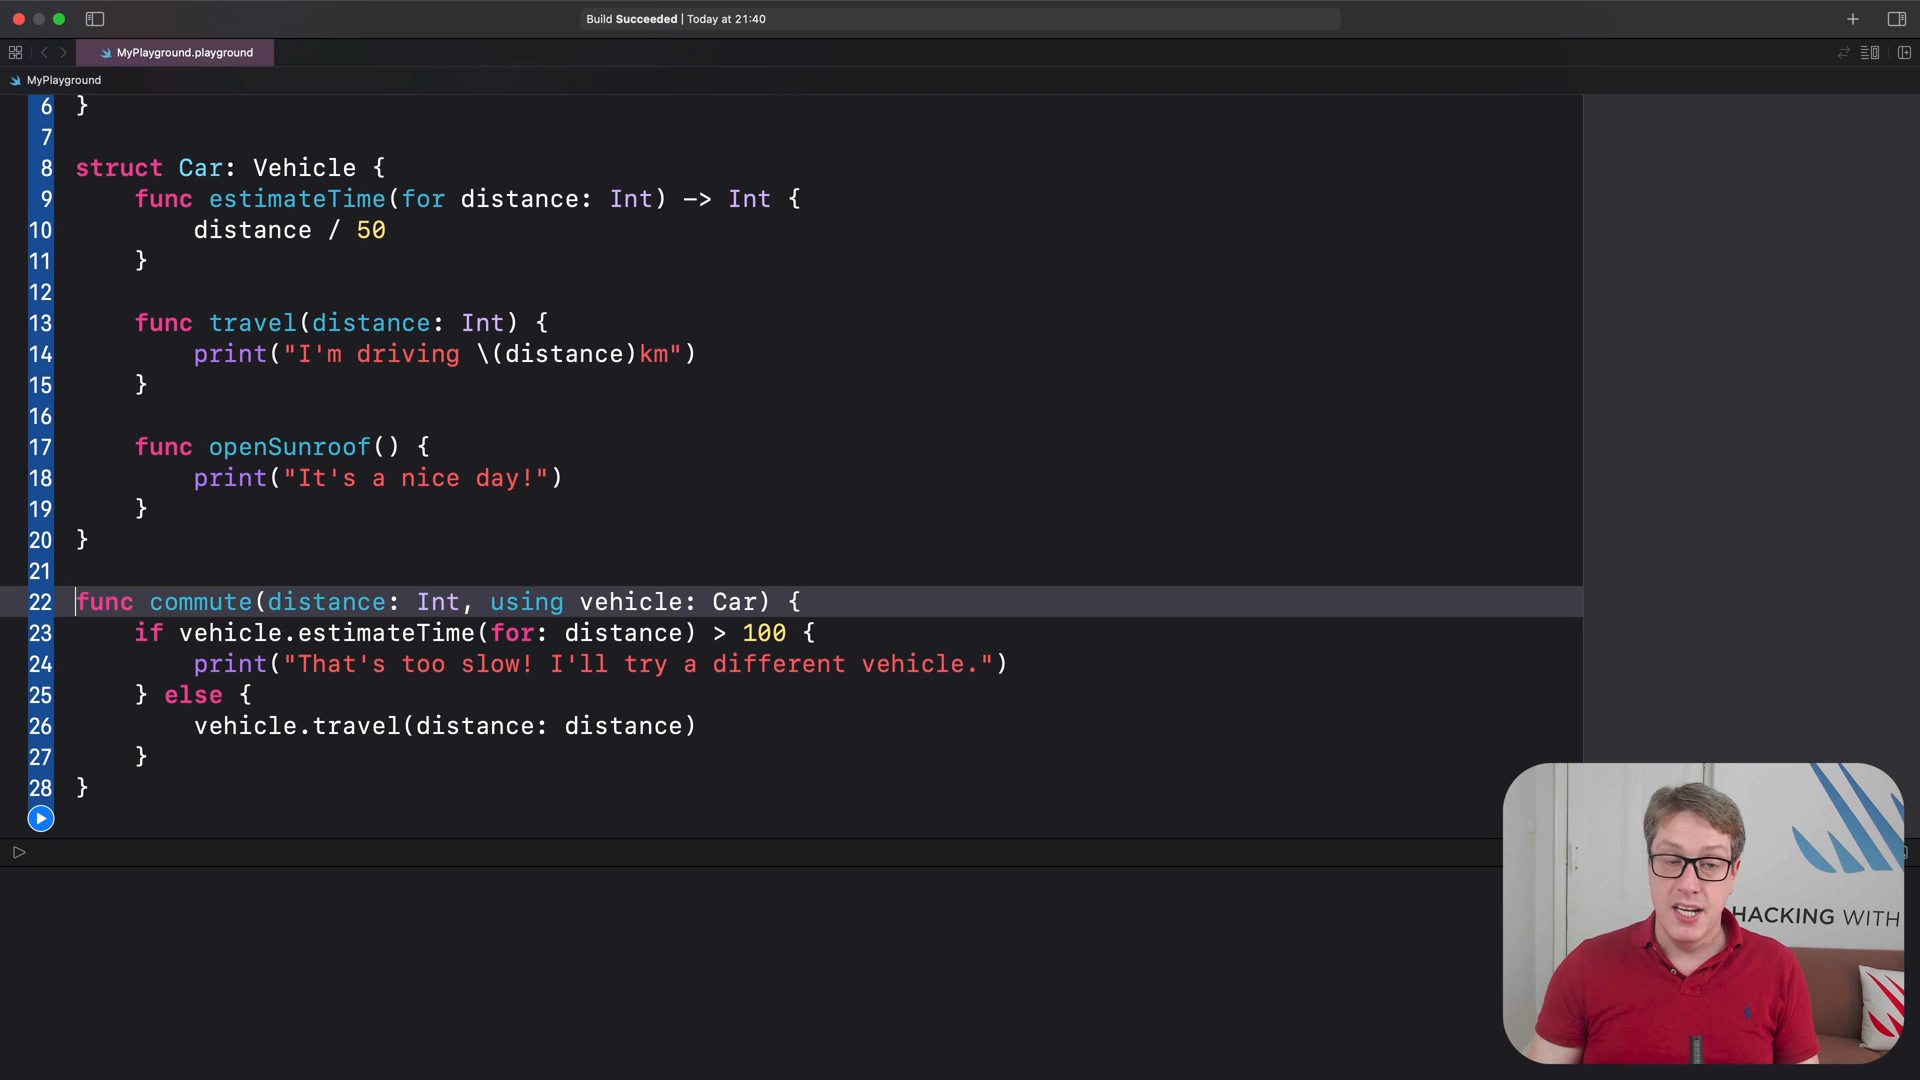 Build Succeeded | Today at 21:40
MyPlayground.playground
MyPlayground
6 }
7
8 struct Car: Vehicle {
9     func estimateTime(for distance: Int) -> Int {
10         distance / 50
11     }
12
13     func travel(distance: Int) {
14         print("I'm driving \(distance)km")
15     }
16
17     func openSunroof() {
18         print("It's a nice day!")
19     }
20 }
21
22 func commute(distance: Int, using vehicle: Car) {
23     if vehicle.estimateTime(for: distance) > 100 {
24         print("That's too slow! I'll try a different vehicle.")
25     } else {
26         vehicle.travel(distance: distance)
27     }
28 }
HACKING WITH